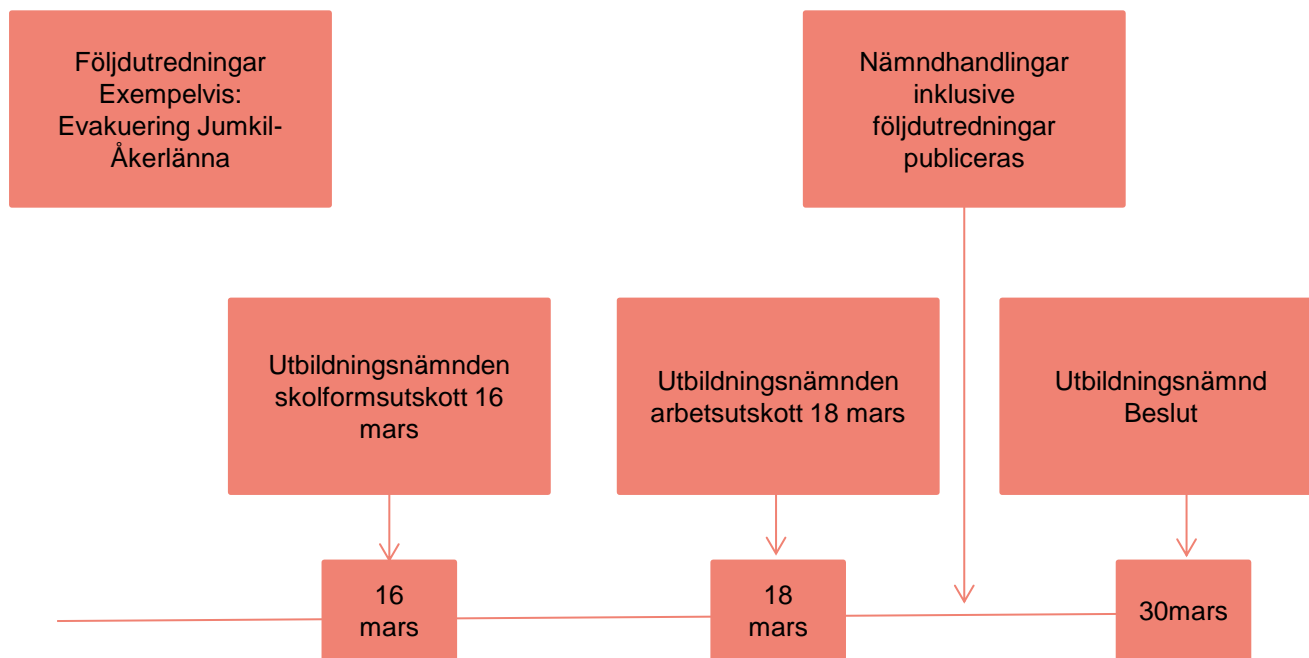 Följdutredningar
Exempelvis:
Evakuering Jumkil-
Åkerlänna
Nämndhandlingar
inklusive
följdutredningar
publiceras
Utbildningsnämnden
skolformsutskott 16
mars
Utbildningsnämnden
arbetsutskott 18 mars
Utbildningsnämnd
Beslut
16
mars
18
mars
30mars